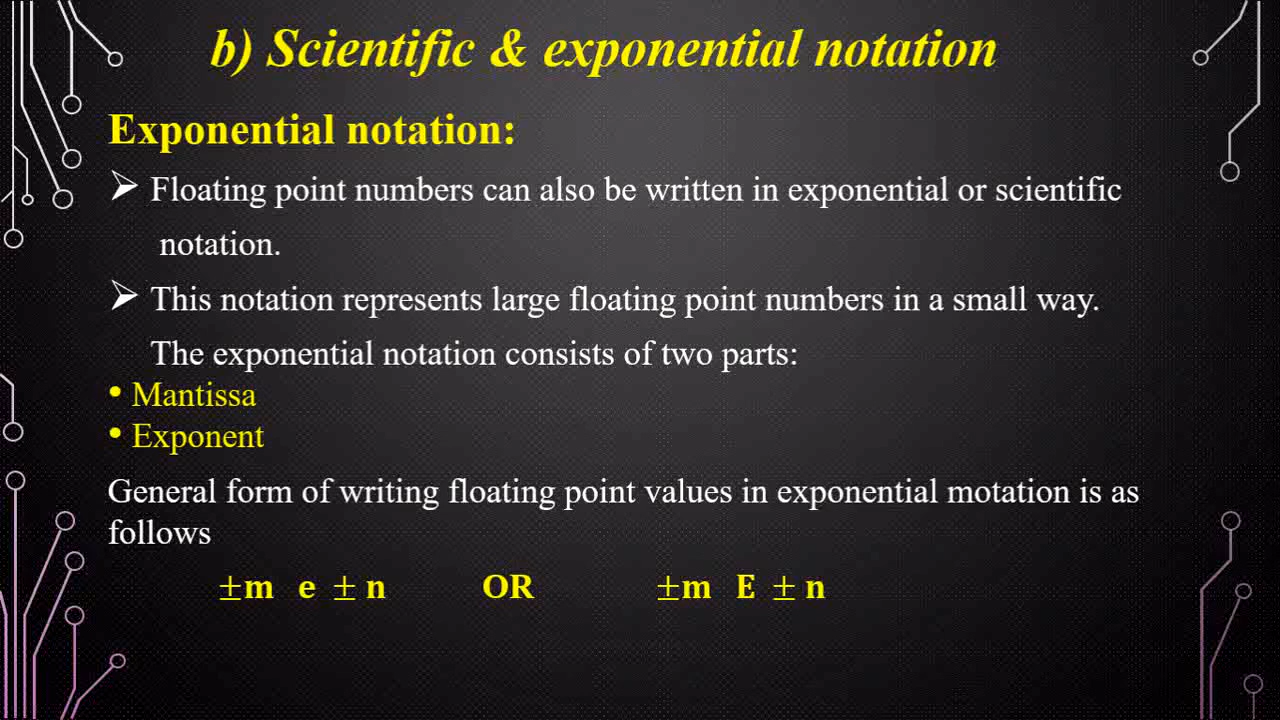 b) Scientific & exponential notation
Exponential notation:
➢ Floating point numbers can also be written in exponential or scientific
notation.
➢ This notation represents large floating point numbers in a small way.
The exponential notation consists of two parts:
• Mantissa
• Exponent
General form of writing floating point values in exponential motation is as
follows
±m e ± n OR ±m E ± n